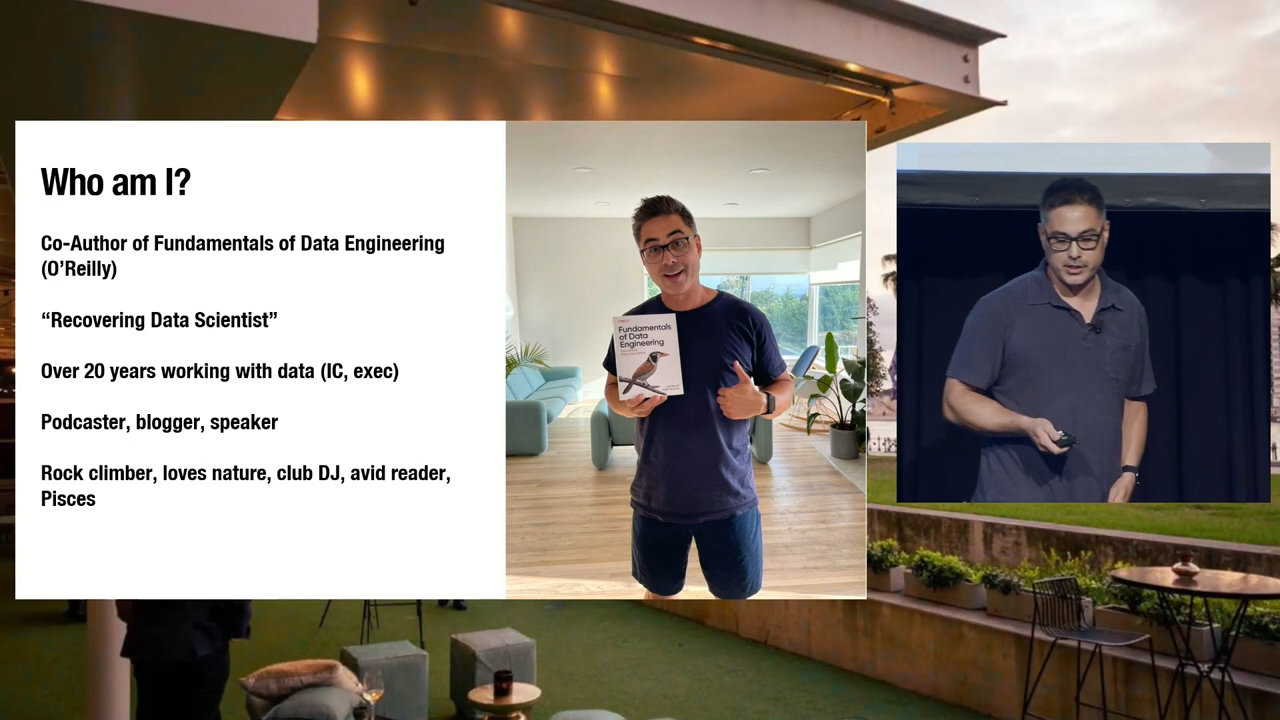 Who am I?
Co-Author of Fundamentals of Data Engineering
(O’Reilly)
“Recovering Data Scientist”
Over 20 years working with data (IC, exec)
Podcaster, blogger, speaker
Rock climber, loves nature, club DJ, avid reader,
Pisces
Fundamentals
of Data
Engineering